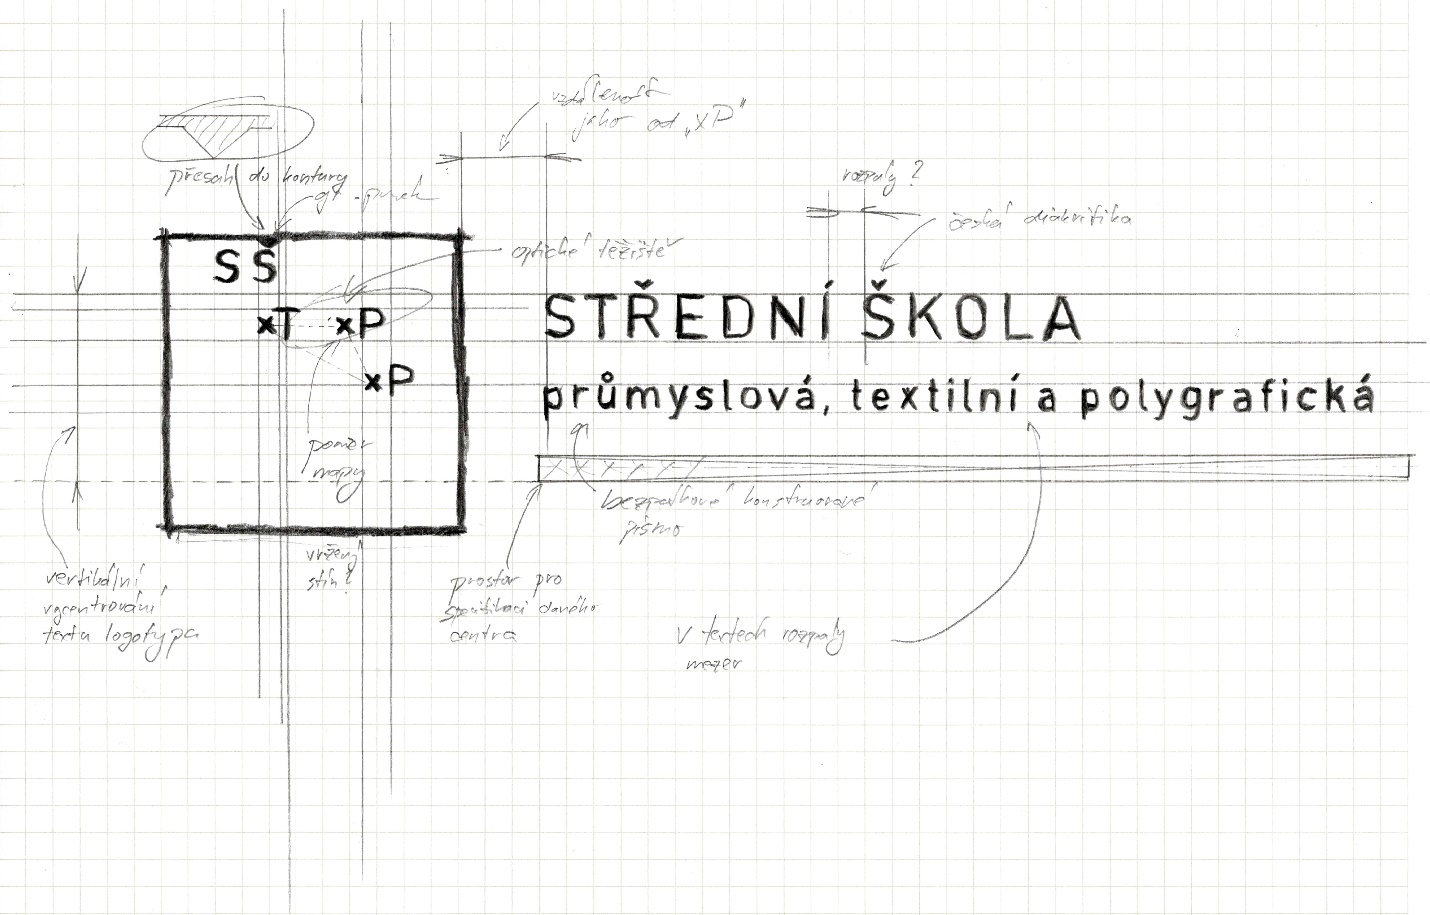 vzdálenost
jako od „xP"
přesah do kontury
rozpaly?
česká diakritika
optické těžiště
SŠ
xT xP
xP
STŘEDNÍ ŠKOLA
průmyslová, textilní a polygrafická
poměr
mapy
bezpatkové konstruované
písmo
vržený
stín?
vertikální
vycentrování
textu logotypu
prostor pro
specifikaci daného
centra
V textech rozpaly
mezer